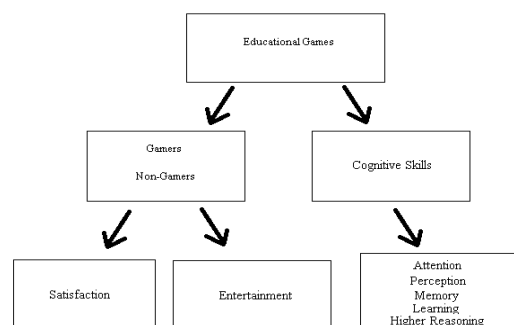 Educational Games
Gamers
Non-Gamers
Cognitive Skills
Satisfaction
Entertainment
Attention
Perception
Memory
Learning
Higher Reasoning